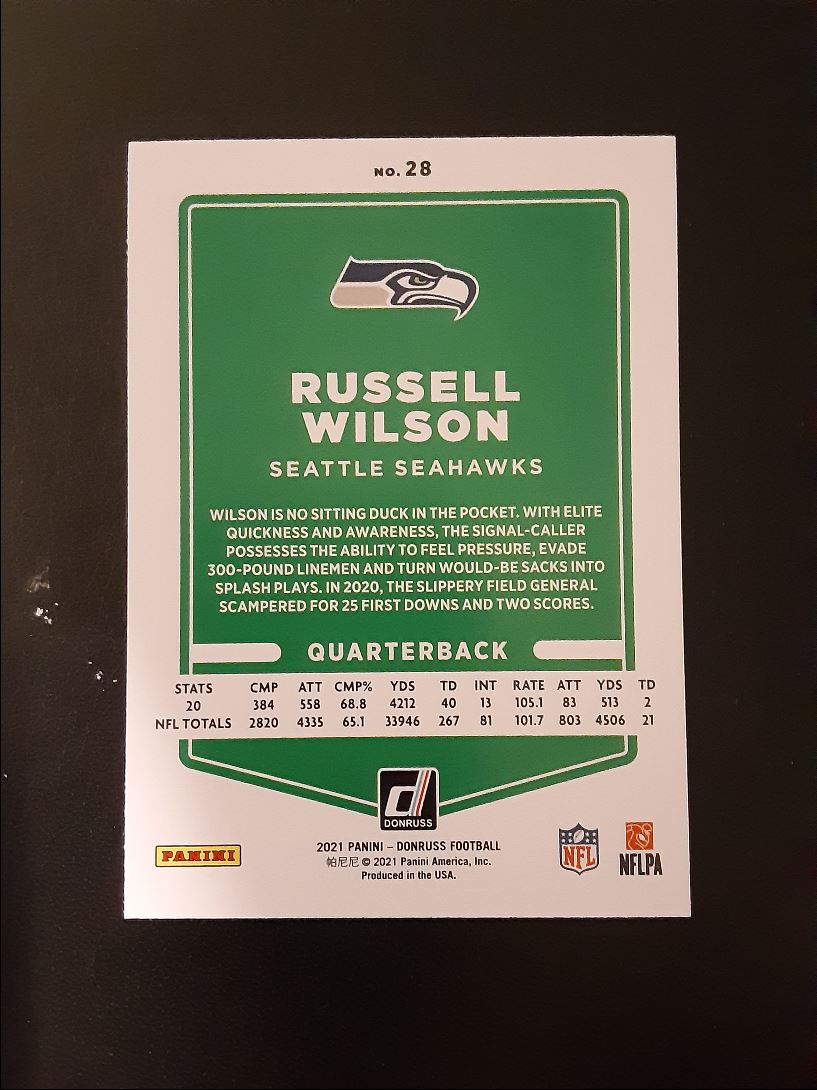 NO. 28
RUSSELL
WILSON
SEATTLE SEAHAWKS
WILSON IS NO SITTING DUCK IN THE POCKET. WITH ELITE
QUICKNESS AND AWARENESS, THE SIGNAL-CALLER
POSSESSES THE ABILITY TO FEEL PRESSURE, EVADE
300-POUND LINEMEN AND TURN WOULD-BE SACKS INTO
SPLASH PLAYS. IN 2020, THE SLIPPERY FIELD GENERAL
SCAMPERED FOR 25 FIRST DOWNS AND TWO SCORES.
QUARTERBACK
STATS CMP ATT CMP% YDS TD INT RATE ATT YDS TD
20 384 558 68.8 4212 40 13 105.1 83 513 2
NFL TOTALS 2820 4335 65.1 33946 267 81 101.7 803 4506 21
d
DONRUSS
PANINI
2021 PANINI – DONRUSS FOOTBALL
帕尼尼 © 2021 Panini America, Inc.
Produced in the USA.
NFL
NFLPA